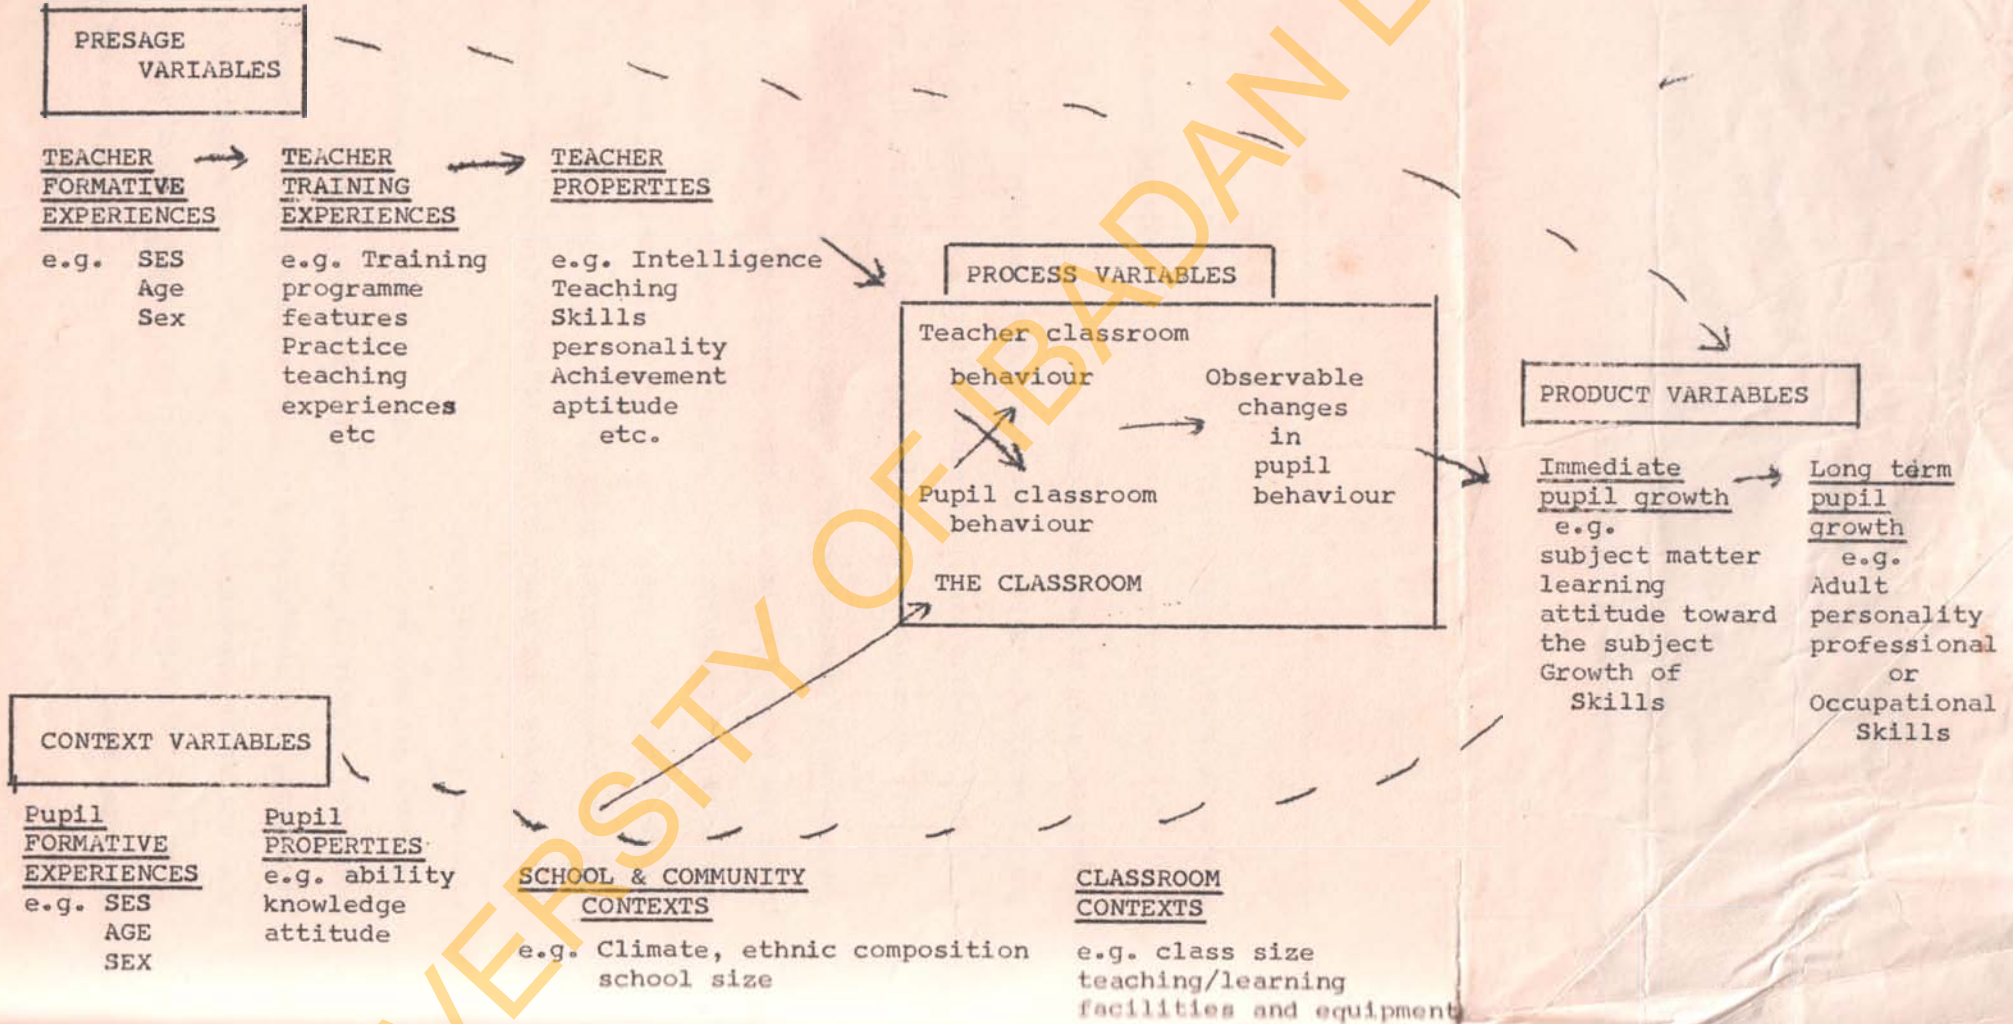 PRESAGE
VARIABLES
TEACHER
FORMATIVE
EXPERIENCES
e.g. SES
Age
Sex
TEACHER
TRAINING
EXPERIENCES
e.g. Training
programme
features
Practice
teaching
experiences
etc
TEACHER
PROPERTIES
e.g. Intelligence
Teaching
Skills
personality
Achievement
aptitude
etc.
PROCESS VARIABLES
Teacher classroom
behaviour
Pupil classroom
behaviour
Observable
changes
in
pupil
behaviour
THE CLASSROOM
PRODUCT VARIABLES
Immediate
pupil growth
e.g.
subject matter
learning
attitude toward
the subject
Growth of
Skills
Long term
pupil
growth
e.g.
Adult
personality
professional
or
Occupational
Skills
CONTEXT VARIABLES
Pupil
FORMATIVE
EXPERIENCES
e.g. SES
AGE
SEX
Pupil
PROPERTIES
e.g. ability
knowledge
attitude
SCHOOL & COMMUNITY
CONTEXTS
e.g. Climate, ethnic composition
school size
CLASSROOM
CONTEXTS
e.g. class size
teaching/learning
facilities and equipment
VERSITY OF IBADAN L